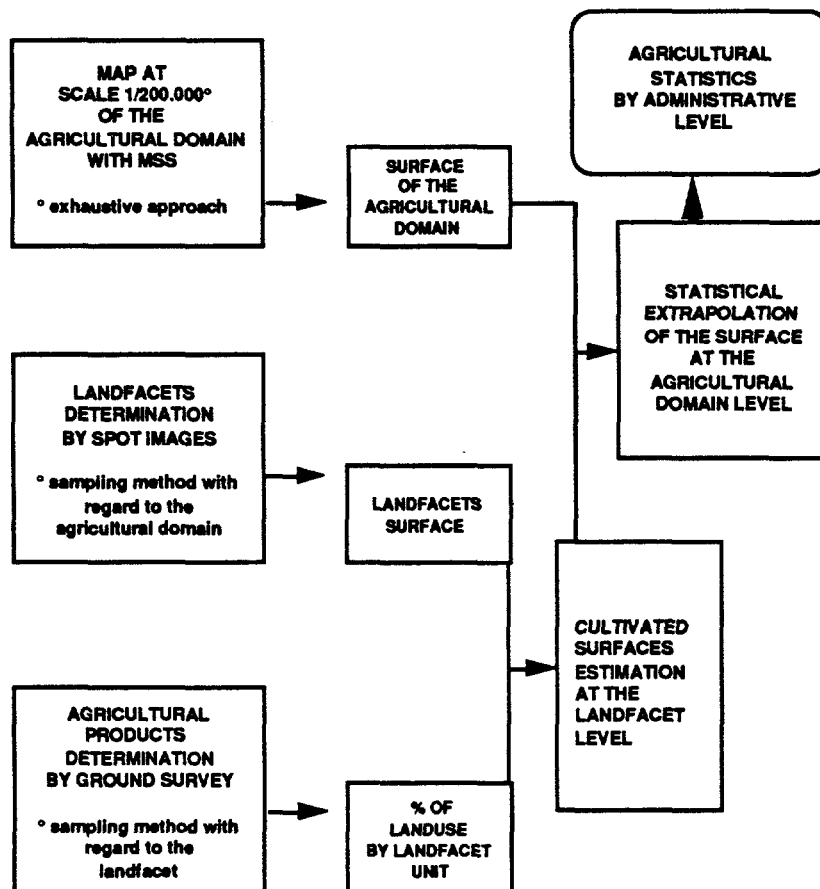 MAP AT
SCALE 1/200.000°
OF THE
AGRICULTURAL DOMAIN
WITH MSS
° exhaustive approach
SURFACE
OF THE
AGRICULTURAL
DOMAIN
AGRICULTURAL
STATISTICS
BY ADMINISTRATIVE
LEVEL
STATISTICAL
EXTRAPOLATION
OF THE SURFACE
AT THE
AGRICULTURAL
DOMAIN LEVEL
LANDFACETS
DETERMINATION
BY SPOT IMAGES
° sampling method with
regard to the
agricultural domain
LANDFACETS
SURFACE
CULTIVATED
SURFACES
ESTIMATION
AT THE
LANDFACET
LEVEL
AGRICULTURAL
PRODUCTS
DETERMINATION
BY GROUND SURVEY
° sampling method with
regard to the
landfacet
% OF
LANDUSE
BY LANDFACET
UNIT